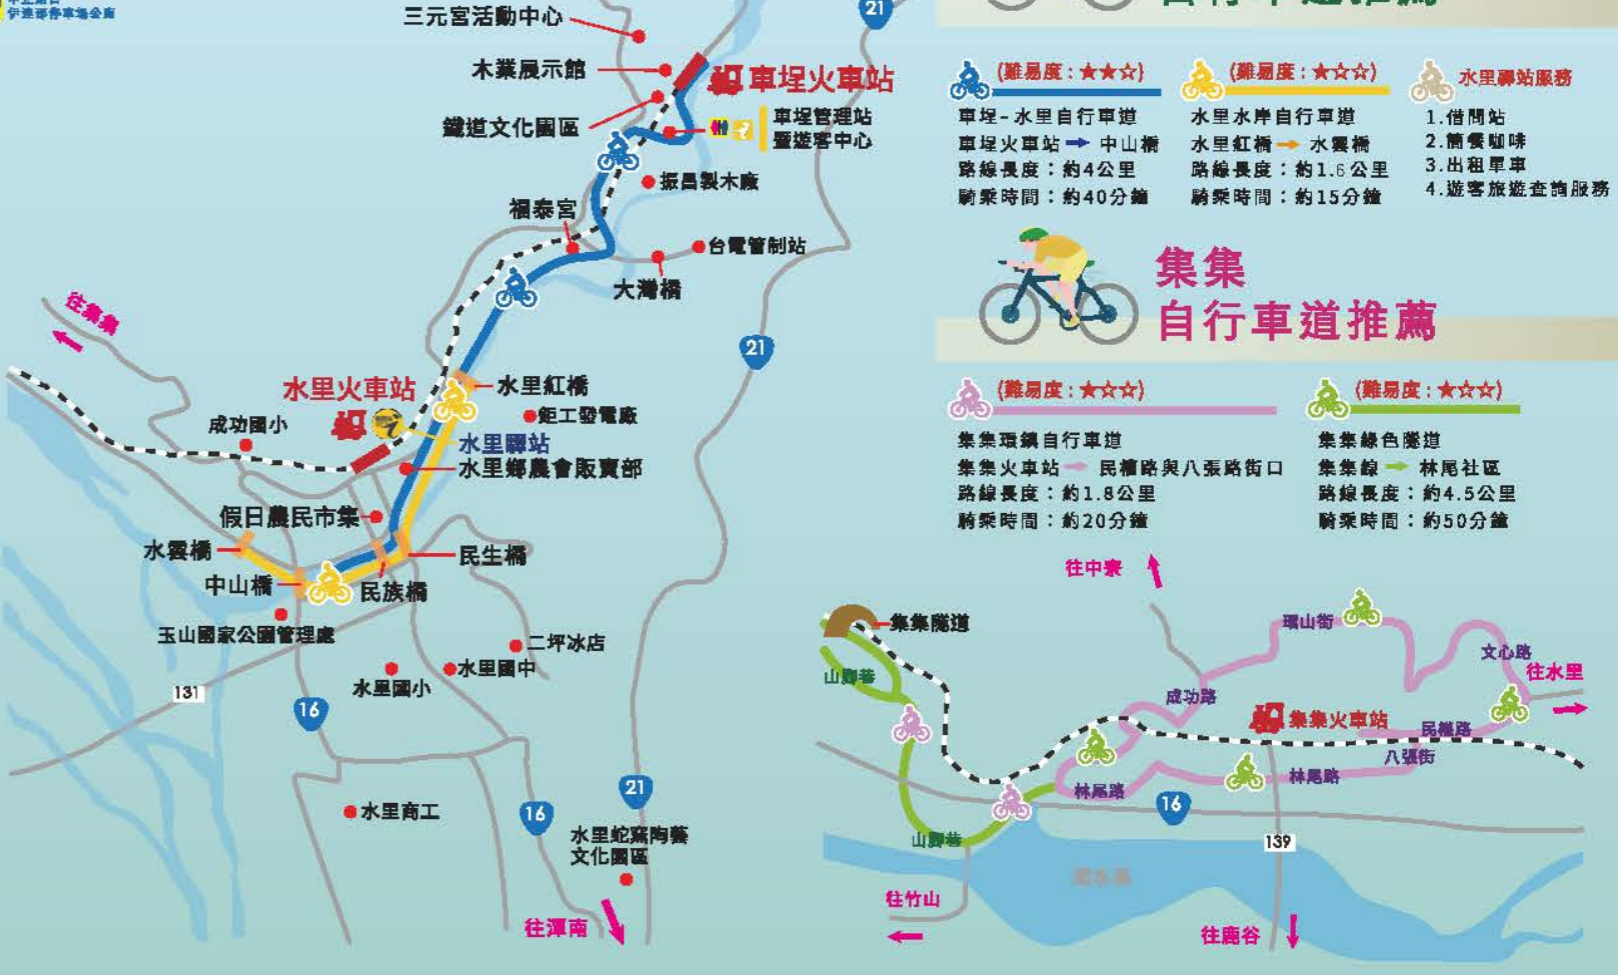 伊達邵停車場公廁
三元宮活動中心
木業展示館
鐵道文化園區
車埕火車站
車埕管理站
暨遊客中心
振昌製木廠
福泰宮
台電管制站
大灣橋
21
21
往集集
水里火車站
成功國小
水里紅橋
鉅工發電廠
水里驛站
水里鄉農會販賣部
假日農民市集
水雲橋
中山橋
民族橋
民生橋
玉山國家公園管理處
二坪冰店
水里國中
水里國小
131
16
水里商工
16
21
水里蛇窯陶藝
文化園區
往潭南
自行車道推薦
(難易度:★★☆)
車埕-水里自行車道
車埕火車站 → 中山橋
路線長度:約4公里
騎乘時間:約40分鐘
(難易度:★☆☆)
水里水岸自行車道
水里紅橋 → 水雲橋
路線長度:約1.6公里
騎乘時間:約15分鐘
水里驛站服務
1.借問站
2.簡餐咖啡
3.出租單車
4.遊客旅遊查詢服務
集集
自行車道推薦
(難易度:★☆☆)
集集環鎮自行車道
集集火車站 → 民權路與八張路街口
路線長度:約1.8公里
騎乘時間:約20分鐘
(難易度:★☆☆)
集集綠色隧道
集集線 → 林尾社區
路線長度:約4.5公里
騎乘時間:約50分鐘
往中寮
集集隧道
山腳巷
環山街
文心路
往水里
成功路
集集火車站
民權路
八張街
林尾路
林尾路
16
山腳巷
139
濁水溪
往竹山
往鹿谷